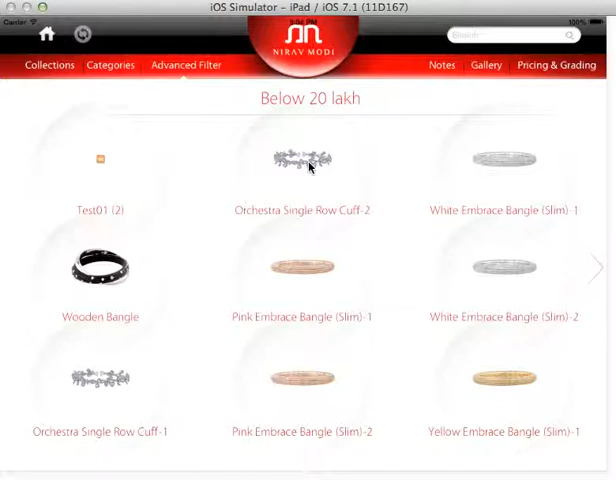 iOS Simulator – iPad / iOS 7.1 (11D167)
Carrier
100%
NIRAV MODI
Search...
Collections
Categories
Advanced Filter
Notes
Gallery
Pricing & Grading
Below 20 lakh
Test01 (2)
Orchestra Single Row Cuff-2
White Embrace Bangle (Slim)-1
Wooden Bangle
Pink Embrace Bangle (Slim)-1
White Embrace Bangle (Slim)-2
Orchestra Single Row Cuff-1
Pink Embrace Bangle (Slim)-2
Yellow Embrace Bangle (Slim)-1